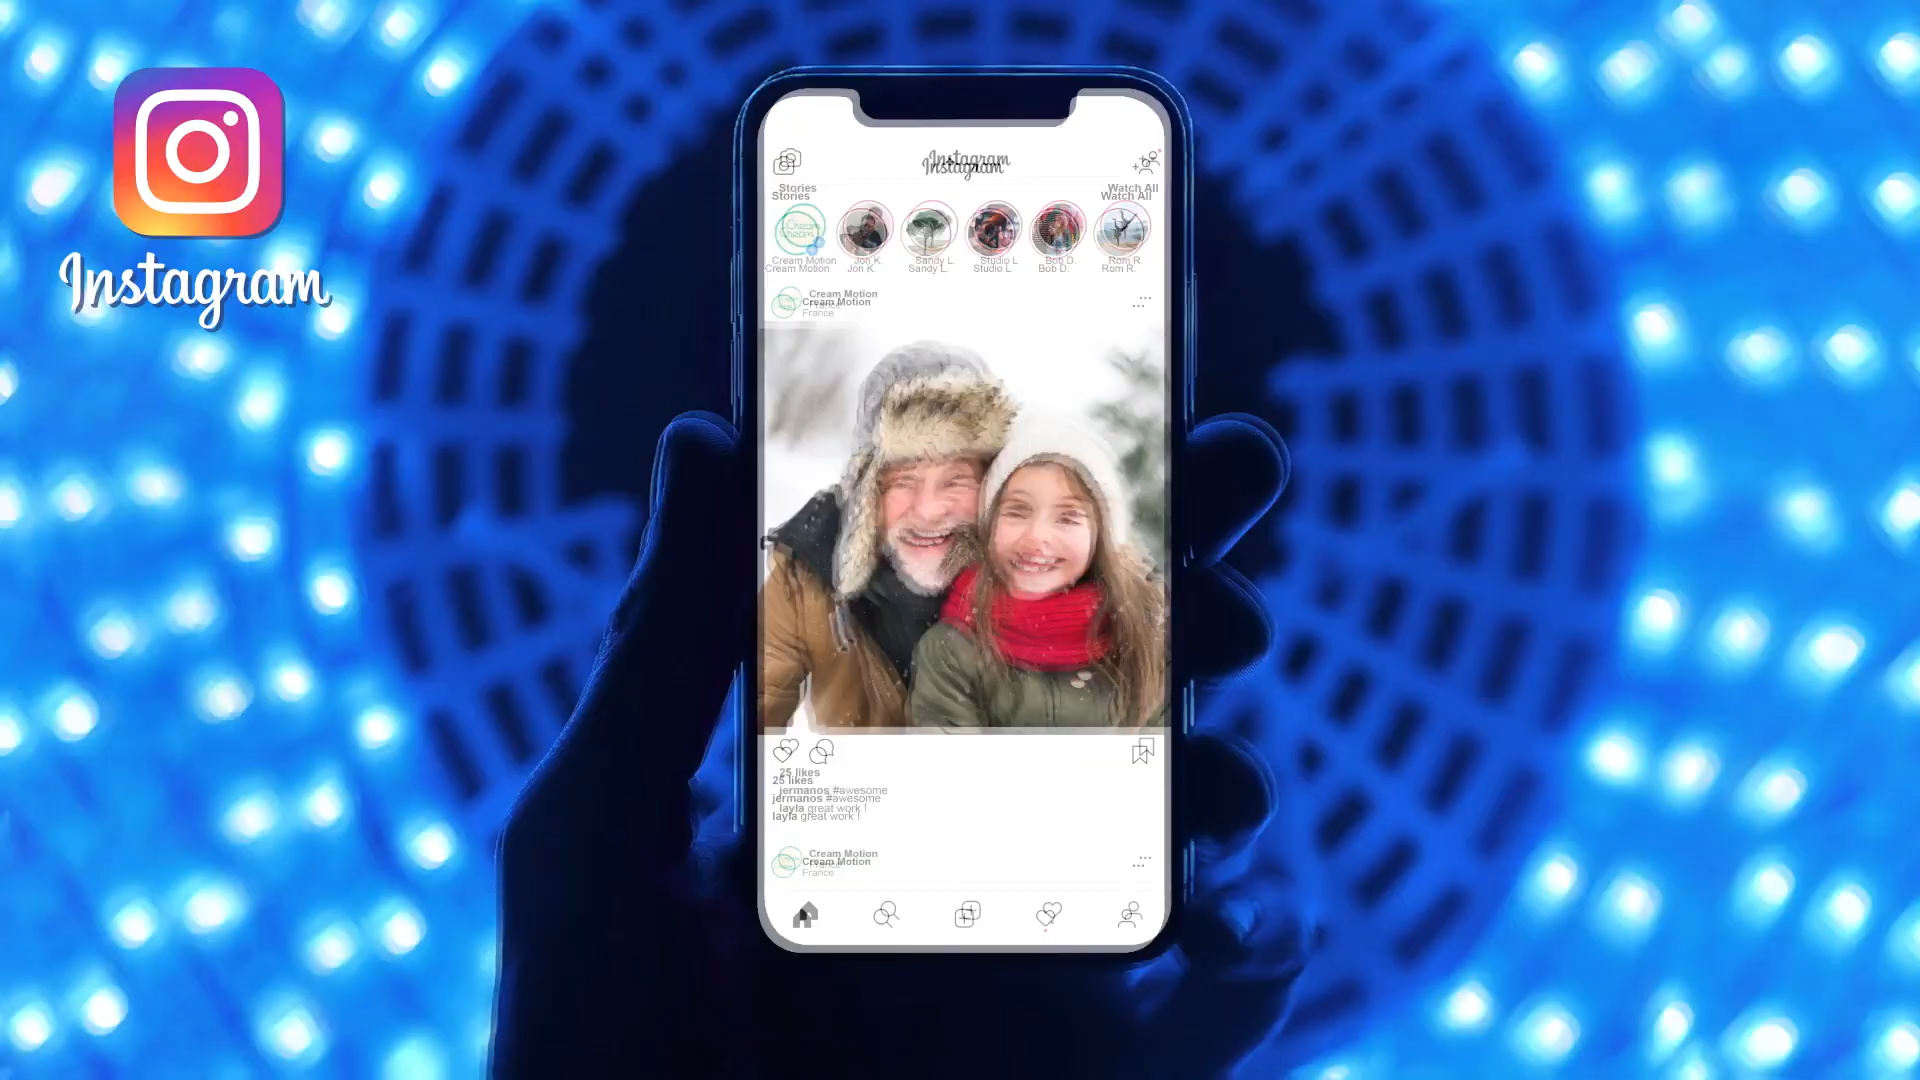 Instagram
Instagram
Stories
Watch All
Cream Motion
Jon K.
Sandy L.
Studio L
Bob D.
Rom R.
Cream Motion
France
25 likes
jermanos #awesome
layla great work !
Cream Motion
France